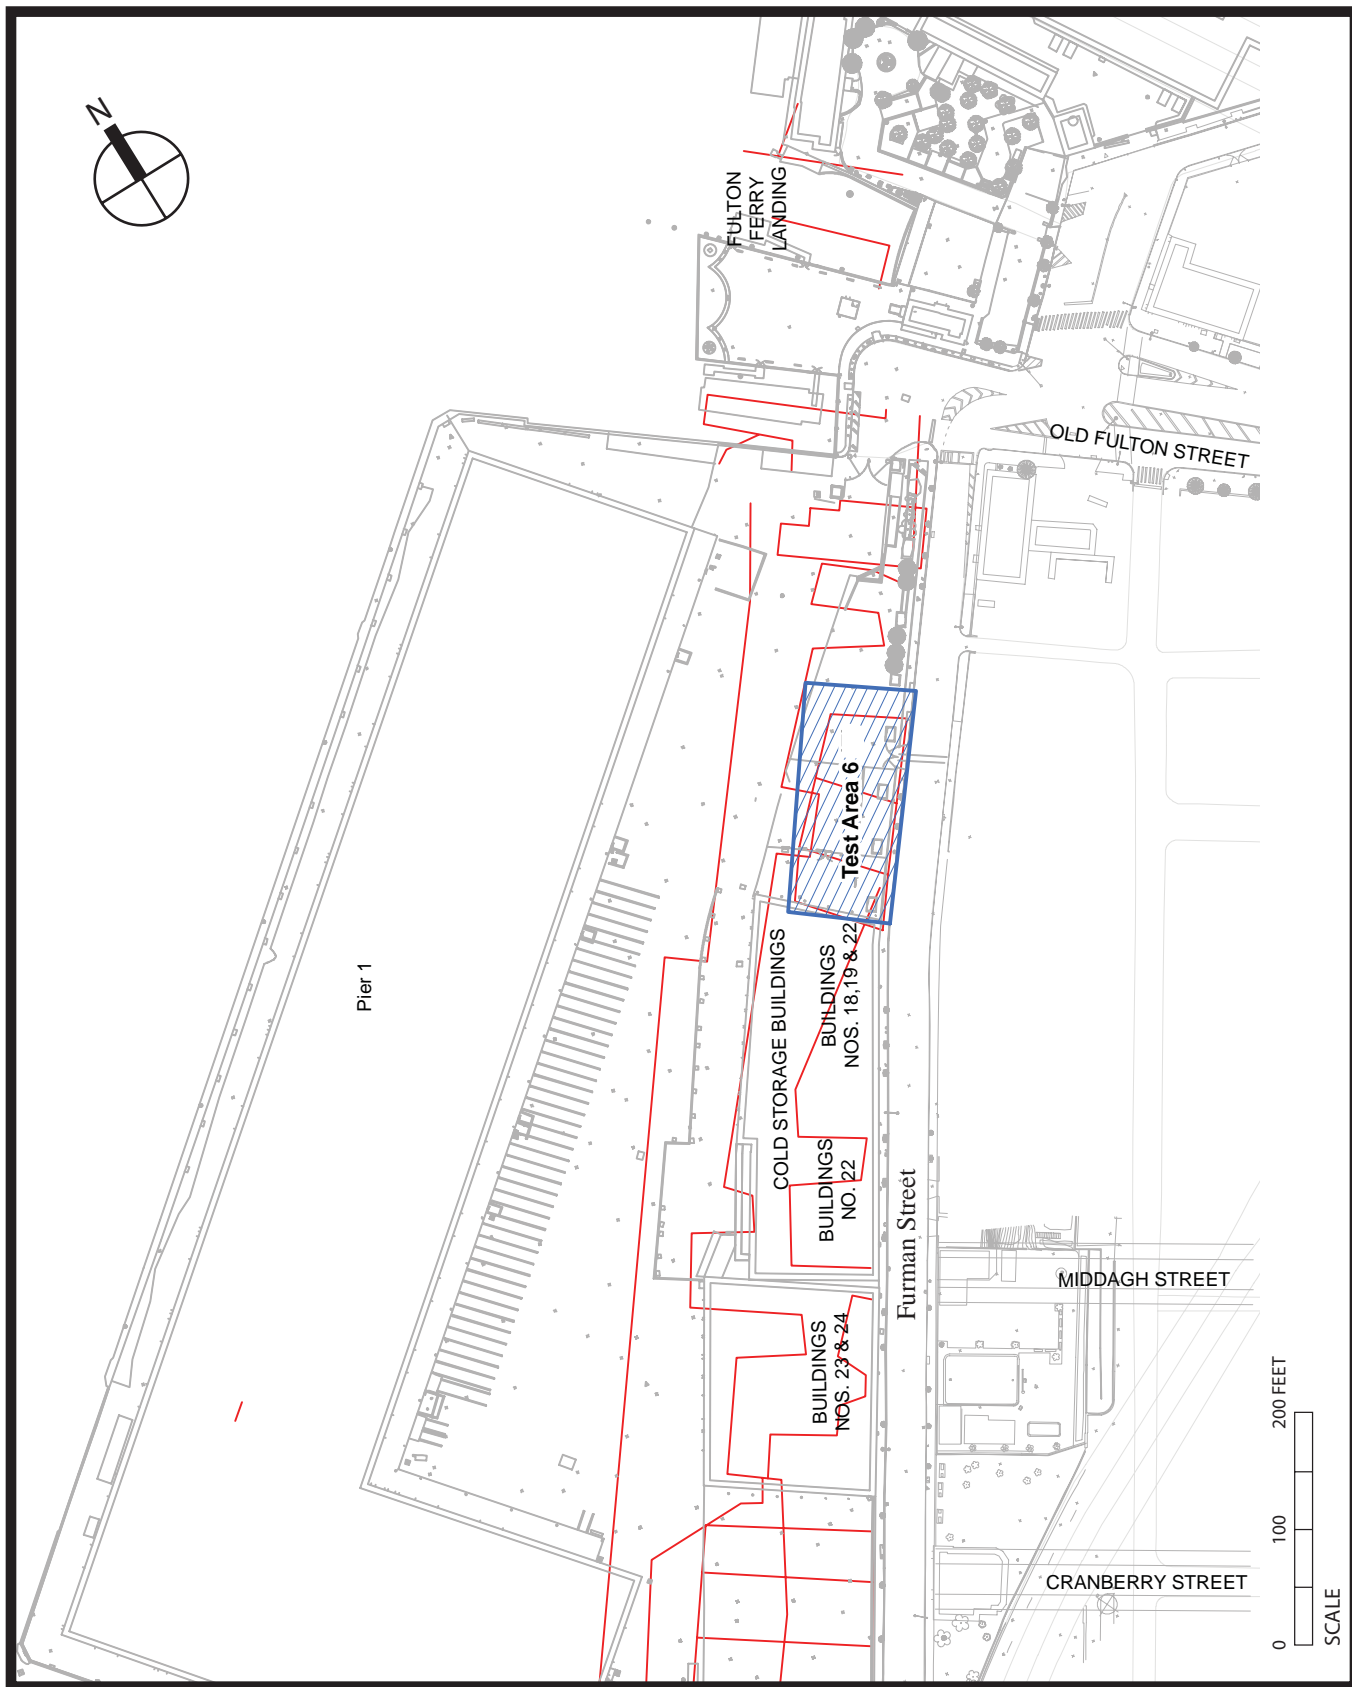 N
FULTON
FERRY
LANDING
OLD FULTON STREET
Test Area 6
Pier 1
COLD STORAGE BUILDINGS
BUILDINGS
NOS. 18,19 & 22
BUILDINGS
NO. 22
Furman Street
MIDDAGH STREET
BUILDINGS
NOS. 23 & 24
CRANBERRY STREET
0 100 200 FEET
SCALE